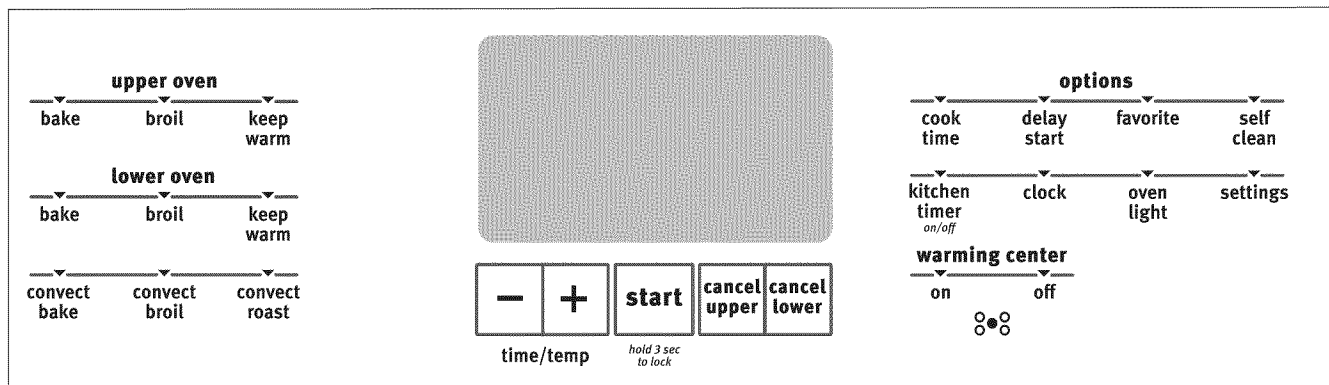 upper oven
bake broil keep
warm
lower oven
bake broil keep
warm
convect convect convect
bake broil roast
− +
time/temp
start
hold 3 sec
to lock
cancel cancel
upper lower
options
cook delay favorite self
time start clean
kitchen clock oven settings
timer light
on/off
warming center
on off